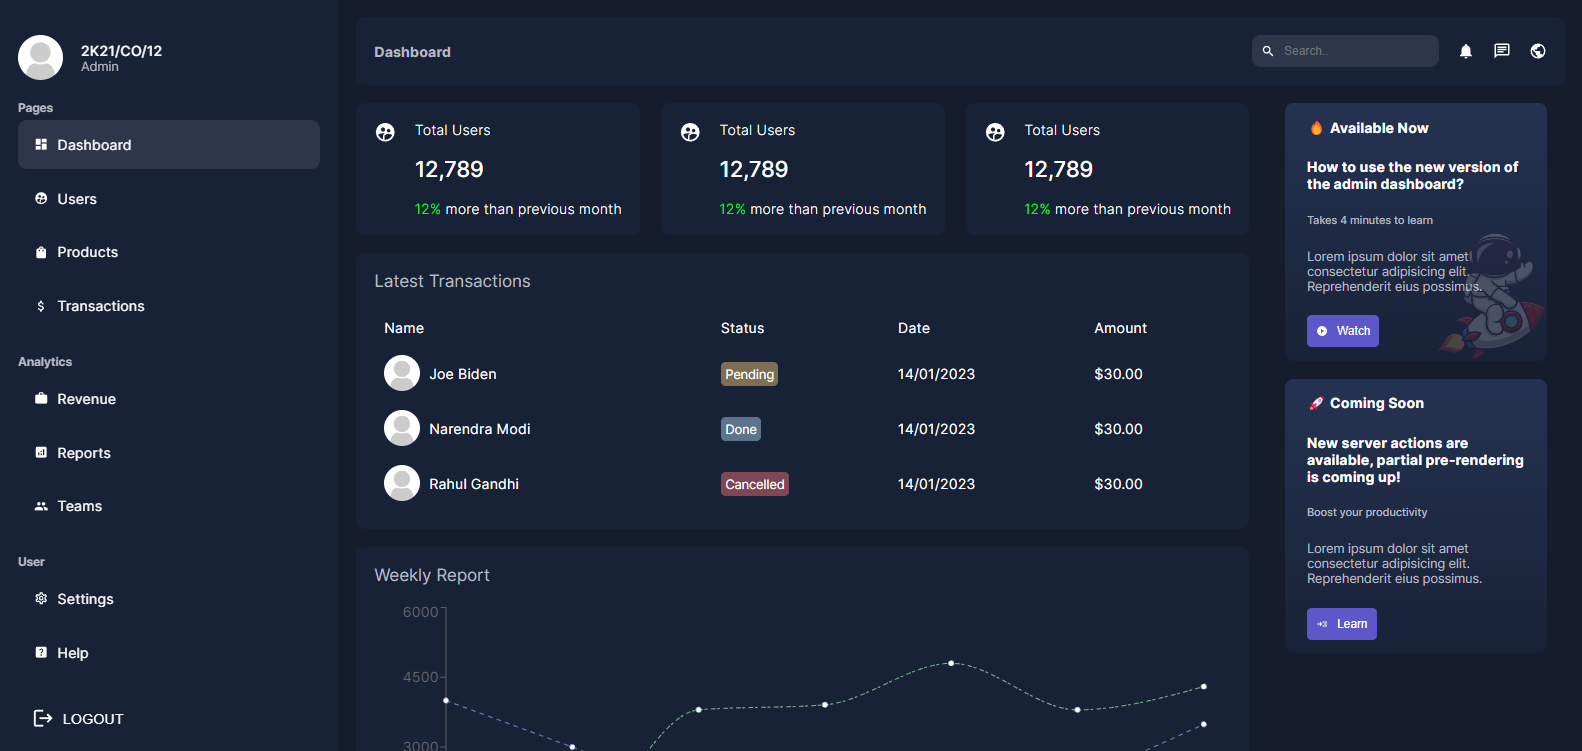 2K21/CO/12
Admin
Pages
Dashboard
Users
Products
Transactions
Analytics
Revenue
Reports
Teams
User
Settings
Help
LOGOUT
Dashboard
Search..
Total Users
12,789
12% more than previous month
Total Users
12,789
12% more than previous month
Total Users
12,789
12% more than previous month
Latest Transactions
Name Status Date Amount
Joe Biden Pending 14/01/2023 $30.00
Narendra Modi Done 14/01/2023 $30.00
Rahul Gandhi Cancelled 14/01/2023 $30.00
Weekly Report
6000
4500
3000
🔥 Available Now
How to use the new version of
the admin dashboard?
Takes 4 minutes to learn
Lorem ipsum dolor sit amet
consectetur adipisicing elit.
Reprehenderit eius possimus.
Watch
🚀 Coming Soon
New server actions are
available, partial pre-rendering
is coming up!
Boost your productivity
Lorem ipsum dolor sit amet
consectetur adipisicing elit.
Reprehenderit eius possimus.
Learn